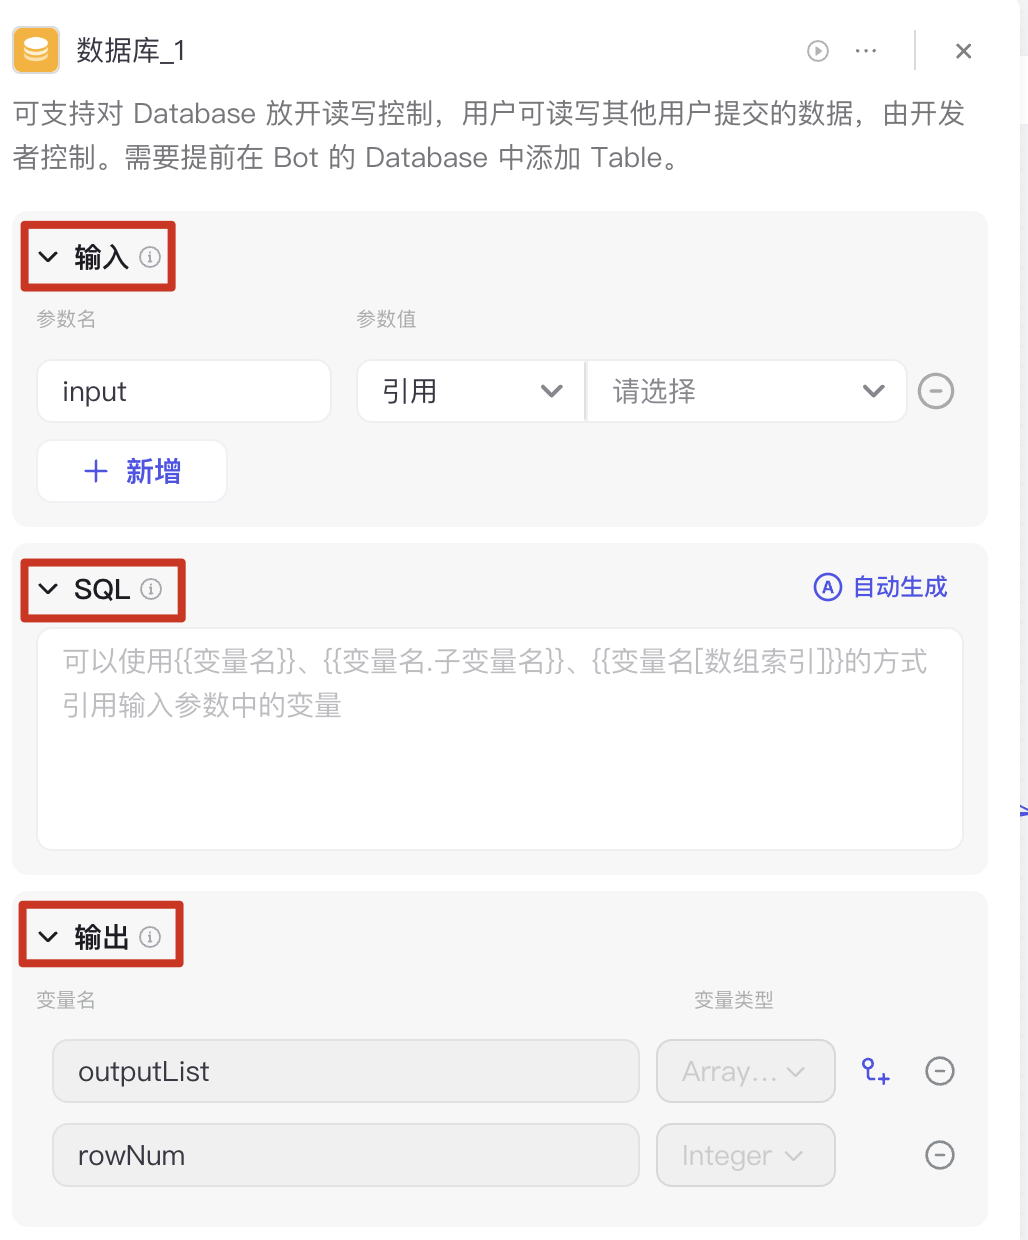 数据库_1
可支持对 Database 放开读写控制，用户可读写其他用户提交的数据，由开发
者控制。需要提前在 Bot 的 Database 中添加 Table。
输入
参数名 参数值
input 引用 请选择
新增
SQL 自动生成
可以使用{{变量名}}、{{变量名.子变量名}}、{{变量名[数组索引]}}的方式
引用输入参数中的变量
输出
变量名 变量类型
outputList Array...
rowNum Integer